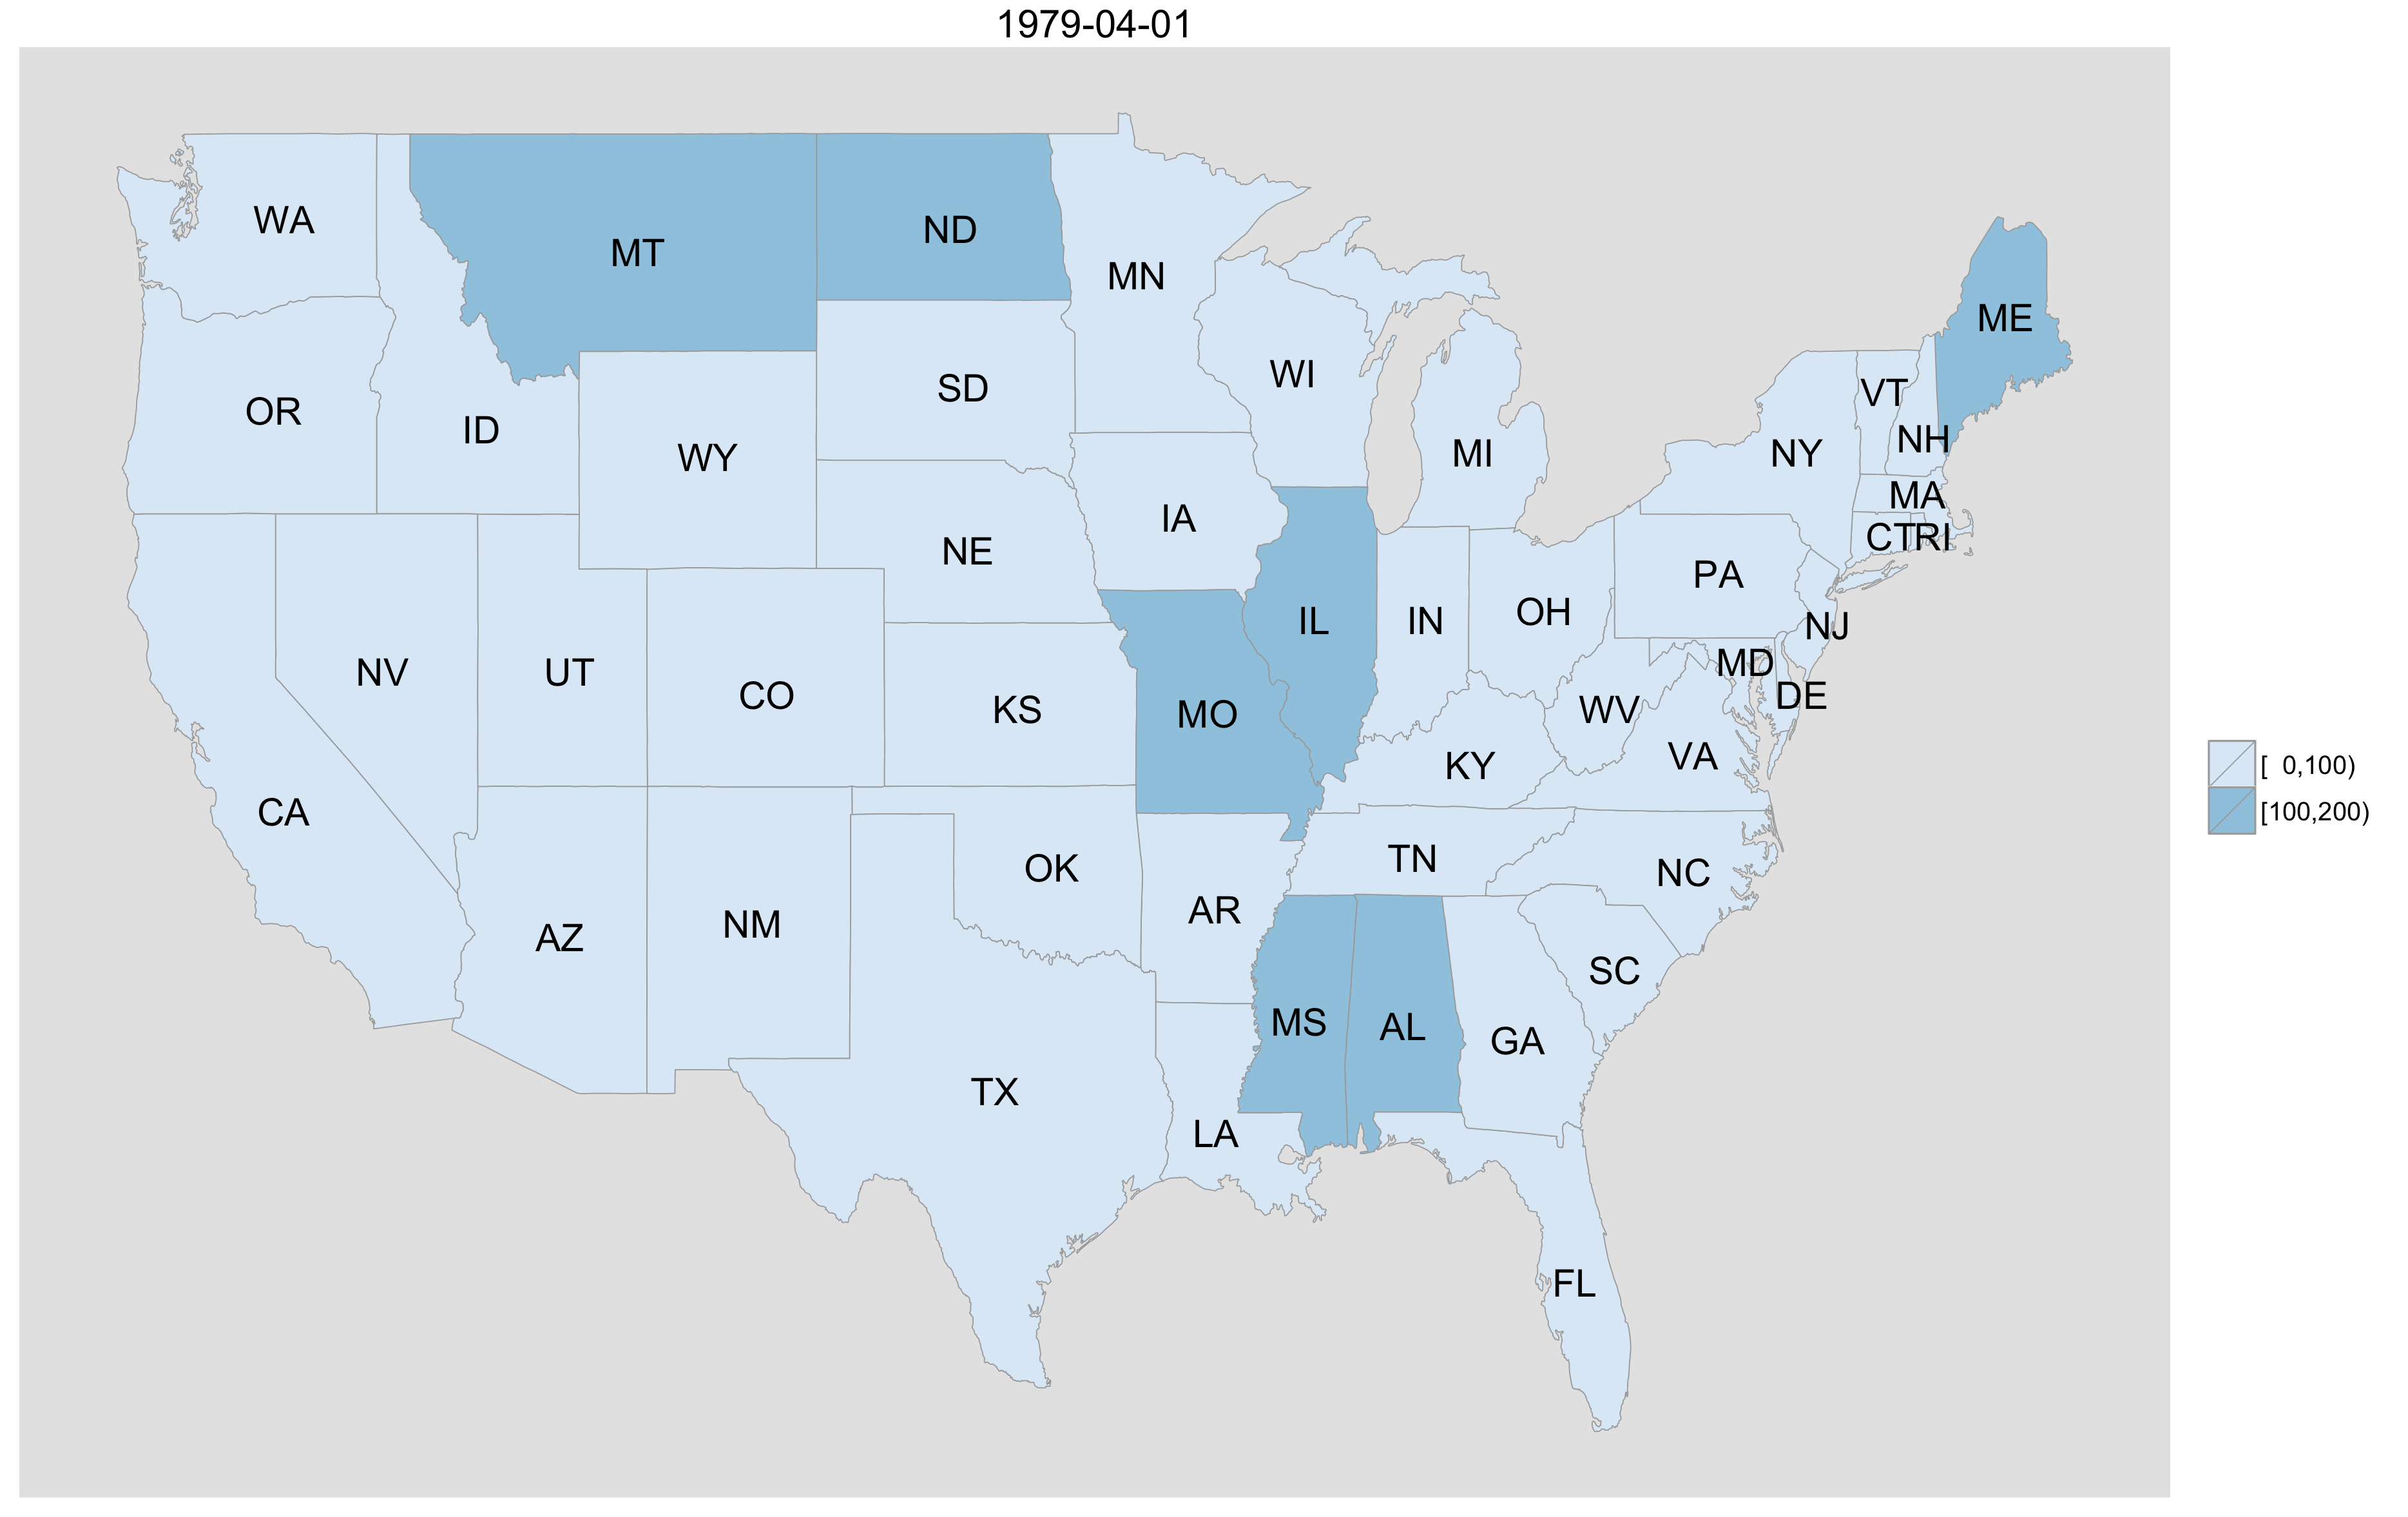 1979-04-01
WA
MT
ND
MN
ME
OR
ID
WY
SD
WI
MI
NY
VT
NH
MA
CT
RI
IA
NE
PA
NJ
NV
UT
CO
KS
MO
IL
IN
OH
WV
MD
DE
VA
KY
CA
AZ
NM
OK
AR
TN
NC
SC
MS
AL
GA
TX
LA
FL
[  0,100)
[100,200)